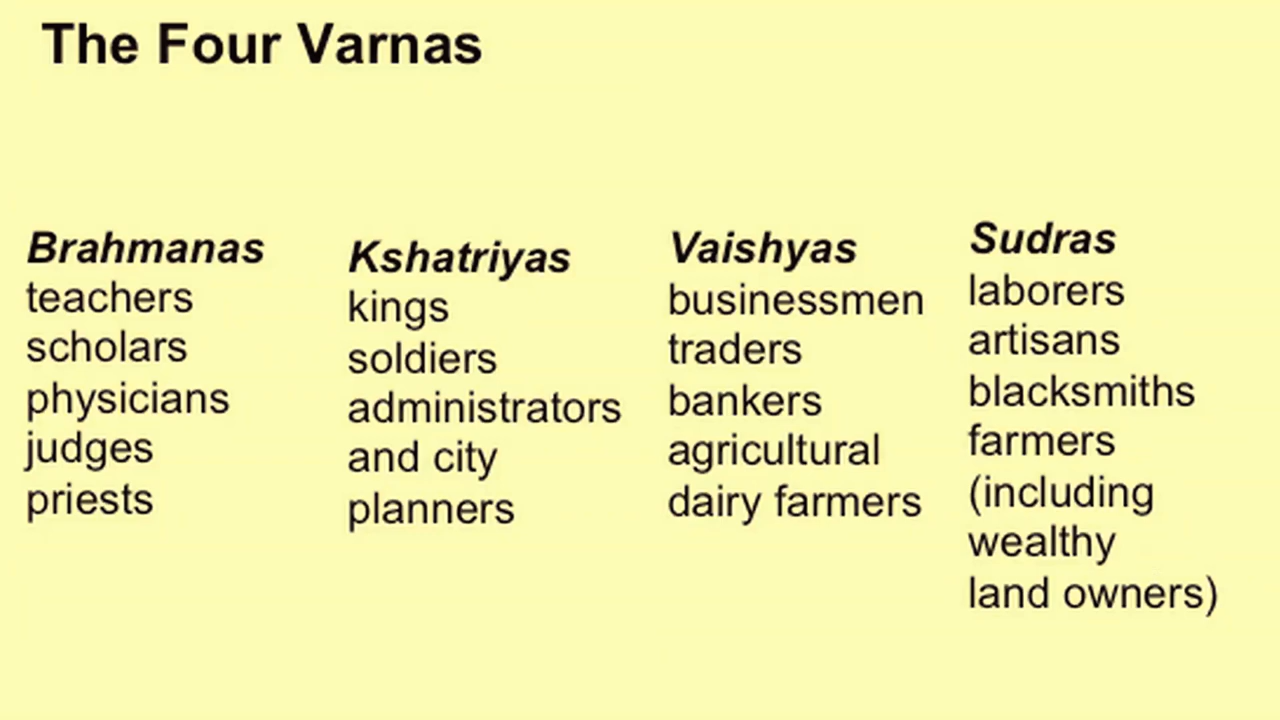 The Four Varnas
Brahmanas
teachers
scholars
physicians
judges
priests
Kshatriyas
kings
soldiers
administrators
and city
planners
Vaishyas
businessmen
traders
bankers
agricultural
dairy farmers
Sudras
laborers
artisans
blacksmiths
farmers
(including
wealthy
land owners)